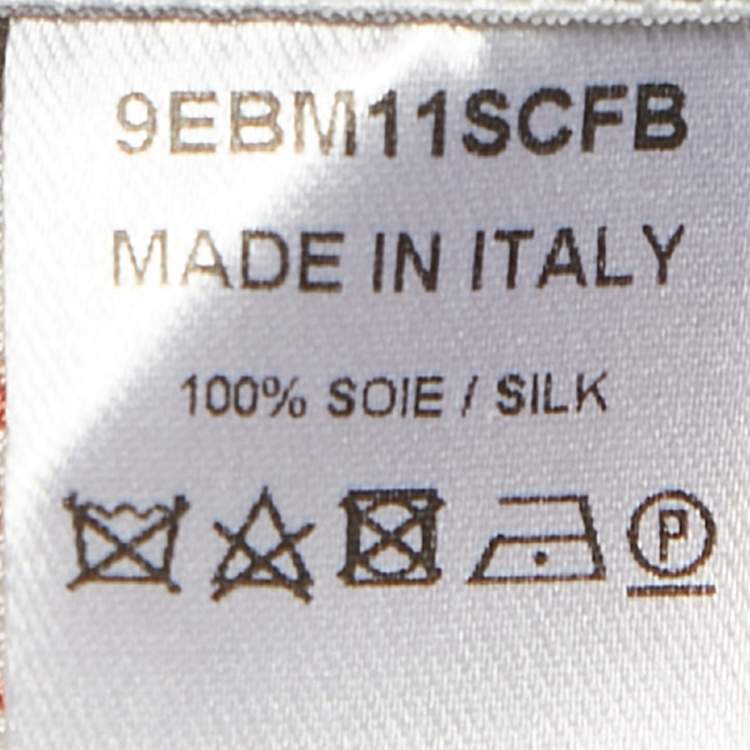 9EBM11SCFB
MADE IN ITALY
100% SOIE / SILK
P